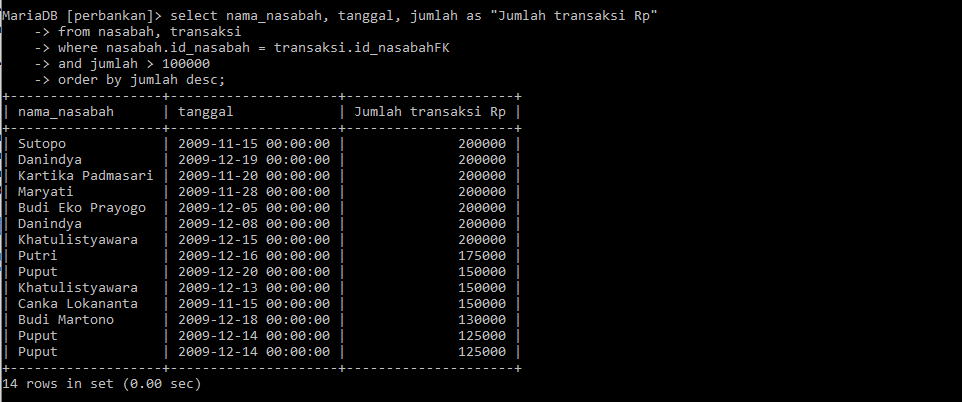 MariaDB [perbankan]> select nama_nasabah, tanggal, jumlah as "Jumlah transaksi Rp"
    -> from nasabah, transaksi
    -> where nasabah.id_nasabah = transaksi.id_nasabahFK
    -> and jumlah > 100000
    -> order by jumlah desc;
+-------------------+---------------------+---------------------+
| nama_nasabah      | tanggal             | Jumlah transaksi Rp |
+-------------------+---------------------+---------------------+
| Sutopo            | 2009-11-15 00:00:00 |              200000 |
| Danindya          | 2009-12-19 00:00:00 |              200000 |
| Kartika Padmasari | 2009-11-20 00:00:00 |              200000 |
| Maryati           | 2009-11-28 00:00:00 |              200000 |
| Budi Eko Prayogo  | 2009-12-05 00:00:00 |              200000 |
| Danindya          | 2009-12-08 00:00:00 |              200000 |
| Khatulistyawara   | 2009-12-15 00:00:00 |              200000 |
| Putri             | 2009-12-16 00:00:00 |              175000 |
| Puput             | 2009-12-20 00:00:00 |              150000 |
| Khatulistyawara   | 2009-12-13 00:00:00 |              150000 |
| Canka Lokananta   | 2009-11-15 00:00:00 |              150000 |
| Budi Martono      | 2009-12-18 00:00:00 |              130000 |
| Puput             | 2009-12-14 00:00:00 |              125000 |
| Puput             | 2009-12-14 00:00:00 |              125000 |
+-------------------+---------------------+---------------------+
14 rows in set (0.00 sec)